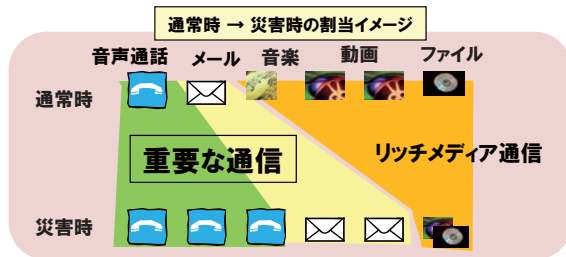 通常時 → 災害時の割当イメージ
音声通話 メール 音楽 動画 ファイル
通常時
重要な通信
リッチメディア通信
災害時